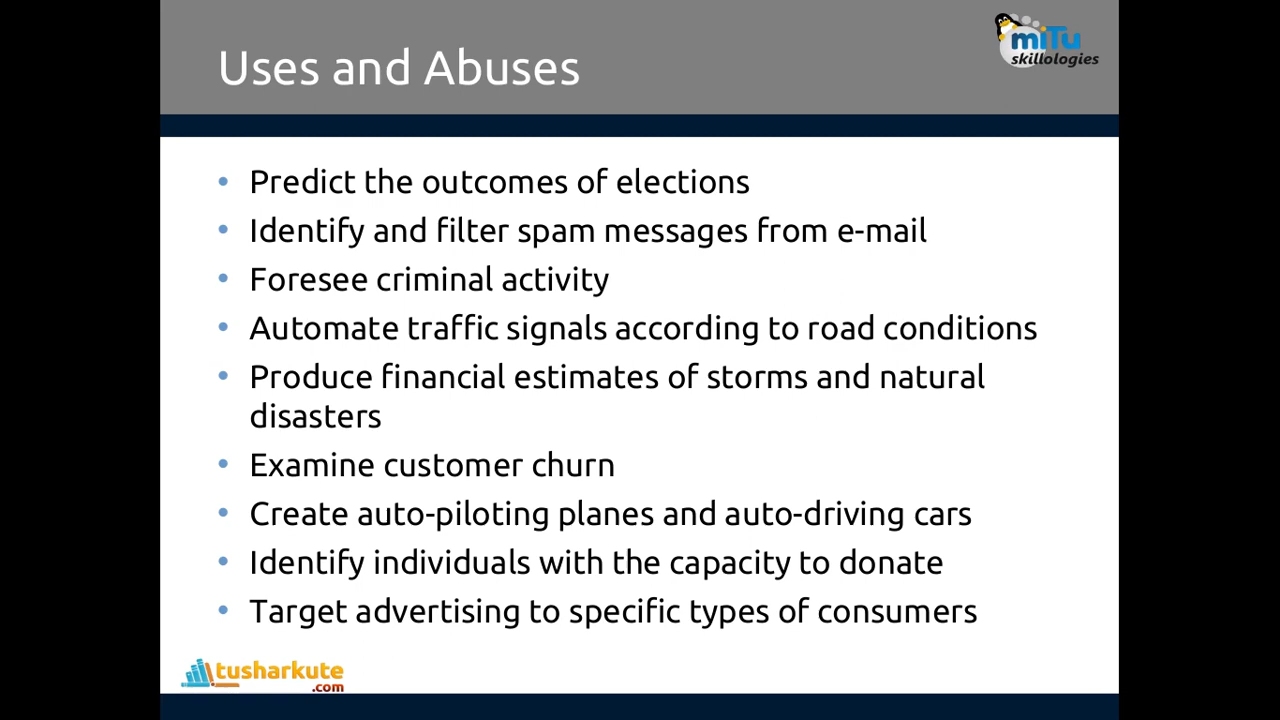 Uses and Abuses
miTu
skillologies
• Predict the outcomes of elections
• Identify and filter spam messages from e-mail
• Foresee criminal activity
• Automate traffic signals according to road conditions
• Produce financial estimates of storms and natural
disasters
• Examine customer churn
• Create auto-piloting planes and auto-driving cars
• Identify individuals with the capacity to donate
• Target advertising to specific types of consumers
tusharkute
.com